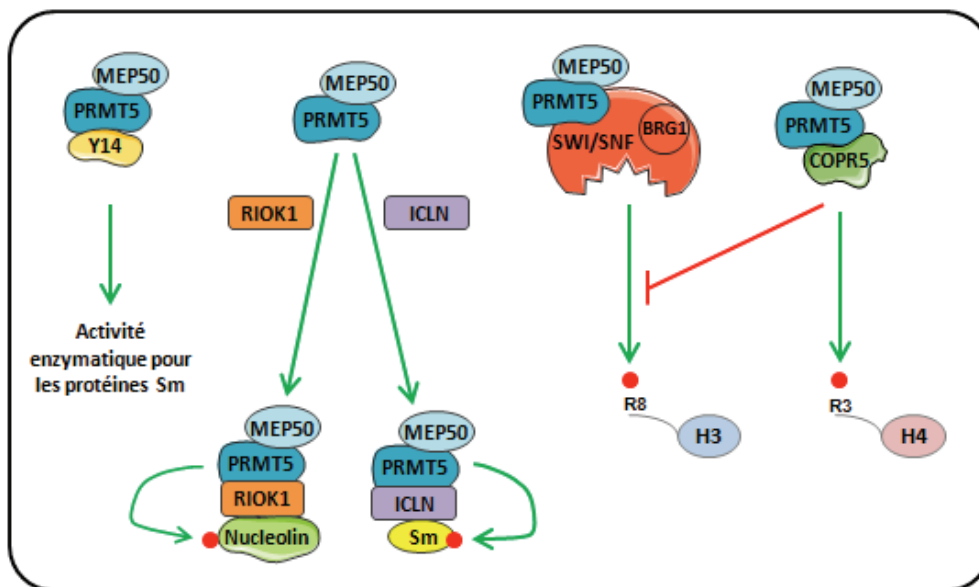 MEP50
PRMT5
Y14
Activité
enzymatique pour
les protéines Sm
MEP50
PRMT5
RIOK1
ICLN
MEP50
PRMT5
RIOK1
Nucleolin
MEP50
PRMT5
ICLN
Sm
MEP50
PRMT5
BRG1
SWI/SNF
R8
H3
MEP50
PRMT5
COPR5
R3
H4